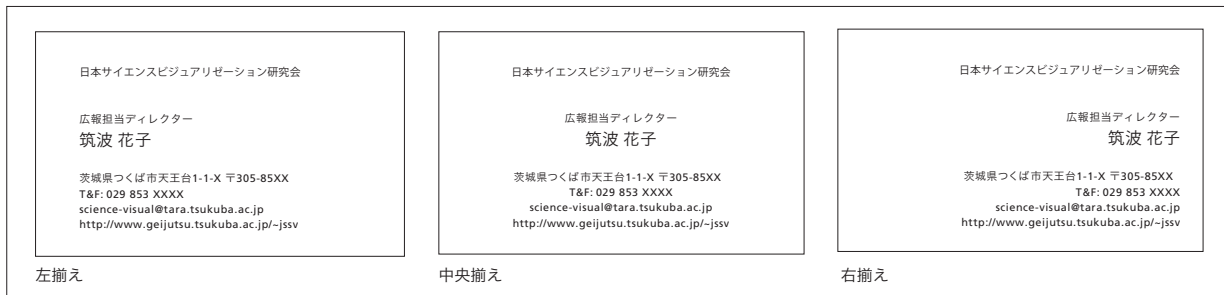 日本サイエンスビジュアリゼーション研究会
広報担当ディレクター
筑波 花子
茨城県つくば市天王台1-1-X 〒305-85XX
T&F: 029 853 XXXX
science-visual@tara.tsukuba.ac.jp
http://www.geijutsu.tsukuba.ac.jp/~jssv
左揃え
日本サイエンスビジュアリゼーション研究会
広報担当ディレクター
筑波 花子
茨城県つくば市天王台1-1-X 〒305-85XX
T&F: 029 853 XXXX
science-visual@tara.tsukuba.ac.jp
http://www.geijutsu.tsukuba.ac.jp/~jssv
中央揃え
日本サイエンスビジュアリゼーション研究会
広報担当ディレクター
筑波 花子
茨城県つくば市天王台1-1-X 〒305-85XX
T&F: 029 853 XXXX
science-visual@tara.tsukuba.ac.jp
http://www.geijutsu.tsukuba.ac.jp/~jssv
右揃え